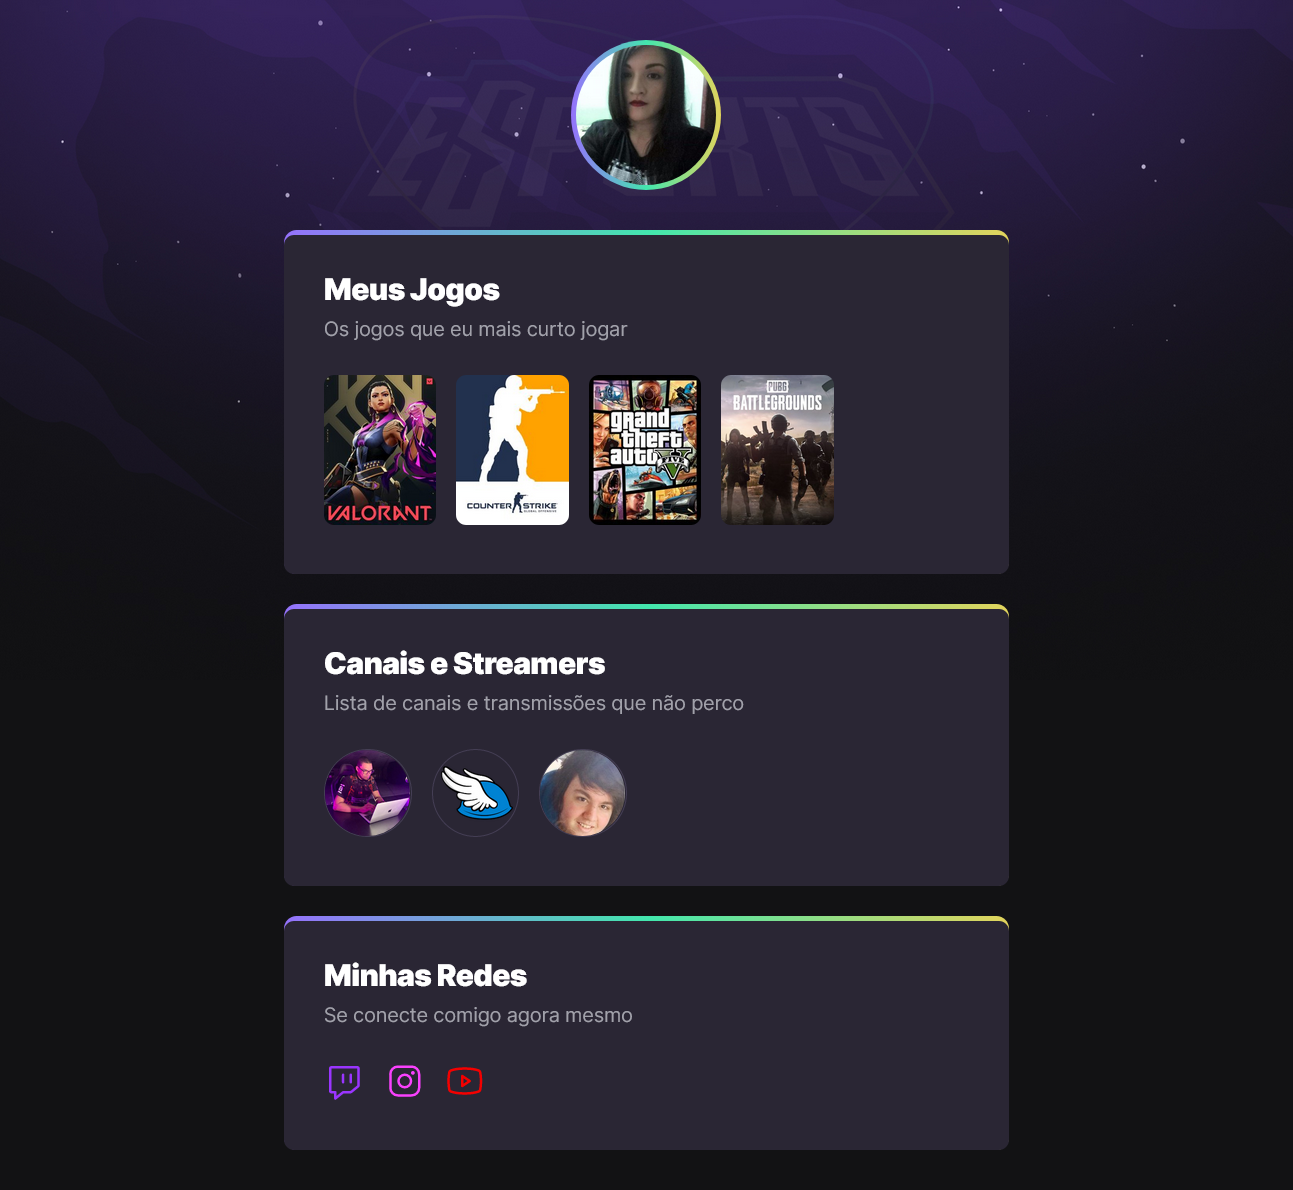 ESPORTS
Meus Jogos
Os jogos que eu mais curto jogar
VALORANT
COUNTER STRIKE
GLOBAL OFFENSIVE
grand
theft
auto V
FIVE
PUBG
BATTLEGROUNDS
Canais e Streamers
Lista de canais e transmissões que não perco
Minhas Redes
Se conecte comigo agora mesmo